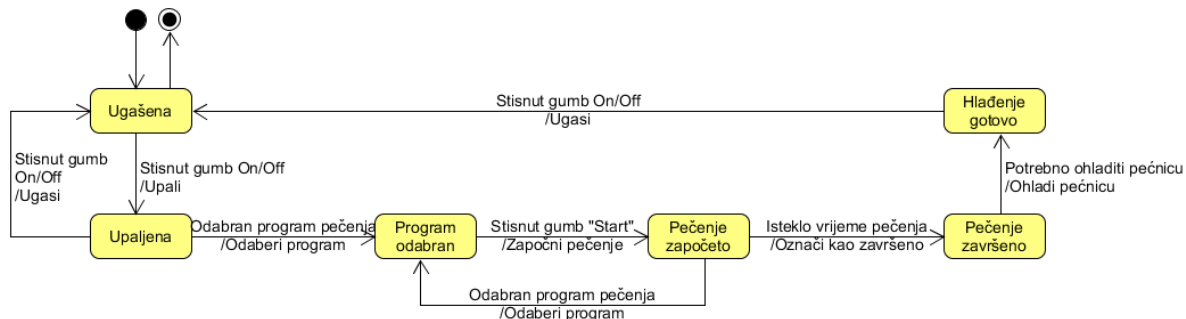 Ugašena
Stisnut gumb On/Off
/Ugasi
Hlađenje
gotovo
Stisnut gumb
On/Off
/Ugasi
Stisnut gumb On/Off
/Upali
Potrebno ohladiti pećnicu
/Ohladi pećnicu
Upaljena
Odabran program pečenja
/Odaberi program
Program
odabran
Stisnut gumb "Start"
/Započni pečenje
Pečenje
započeto
Isteklo vrijeme pečenja
/Označi kao završeno
Pečenje
završeno
Odabran program pečenja
/Odaberi program